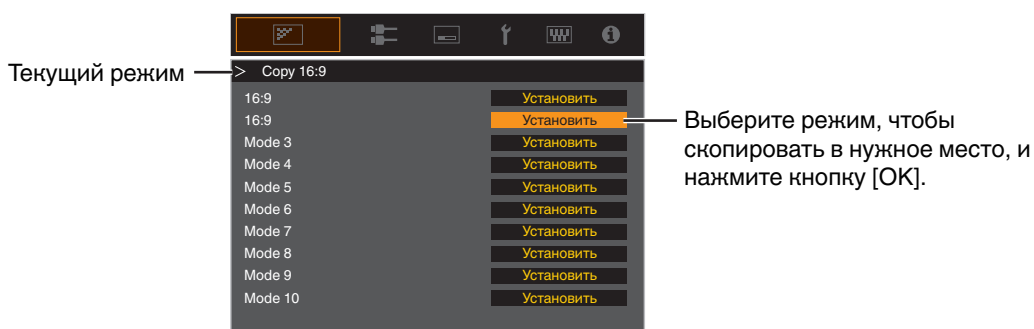 Текущий режим
> Copy 16:9
16:9 Установить
16:9 Установить
Mode 3 Установить
Mode 4 Установить
Mode 5 Установить
Mode 6 Установить
Mode 7 Установить
Mode 8 Установить
Mode 9 Установить
Mode 10 Установить
Выберите режим, чтобы
скопировать в нужное место, и
нажмите кнопку [OK].